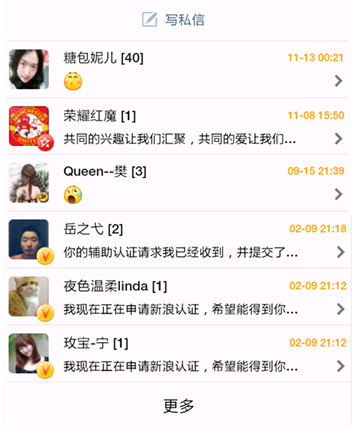 写私信
糖包妮儿 [40] 11-13 00:21
荣耀红魔 [1] 11-08 15:50
共同的兴趣让我们汇聚，共同的爱让我们...
Queen--樊 [3] 09-15 21:39
岳之弋 [2] 02-09 21:18
你的辅助认证请求我已经收到，并提交了...
夜色温柔linda [1] 02-09 21:12
我现在正在申请新浪认证，希望能得到你...
玫宝-宁 [1] 02-09 21:12
我现在正在申请新浪认证，希望能得到你...
更多